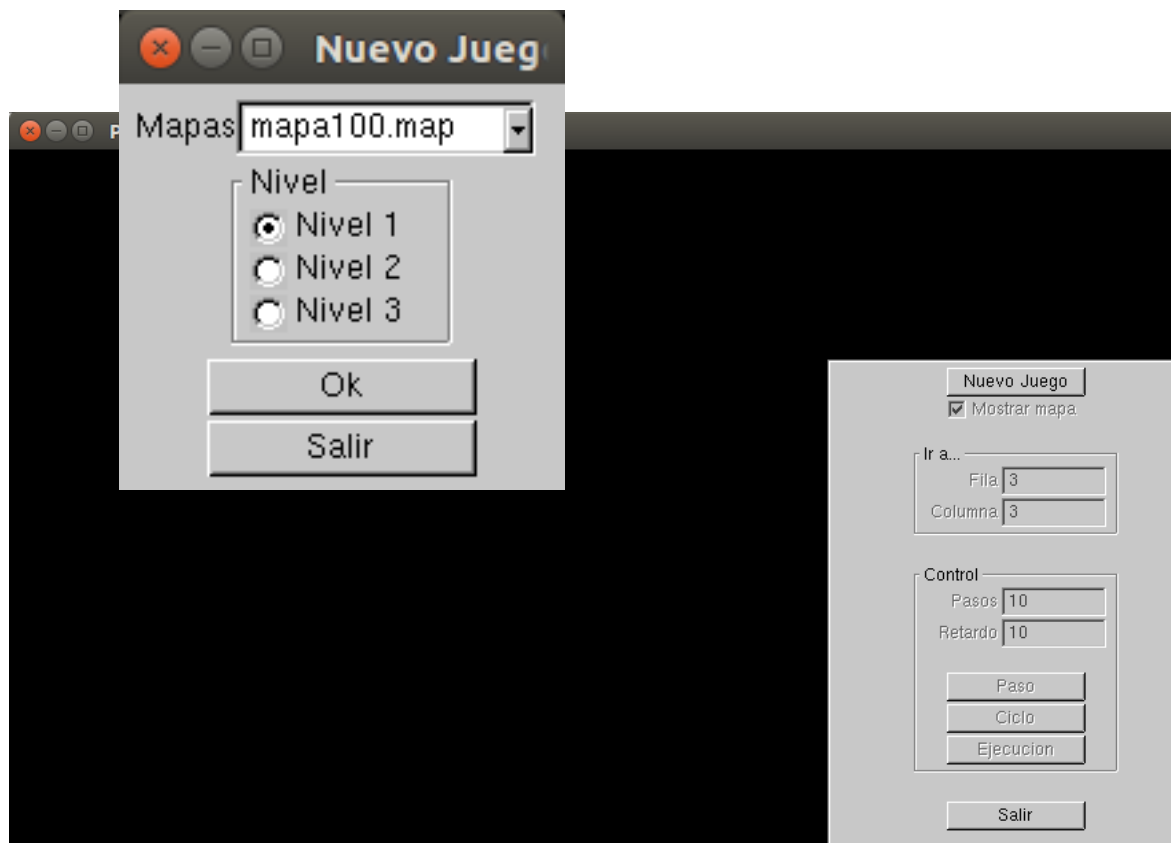 Nuevo Jueg
Mapas mapa100.map
Nivel
Nivel 1
Nivel 2
Nivel 3
Ok
Salir
Nuevo Juego
Mostrar mapa
Ir a...
Fila 3
Columna 3
Control
Pasos 10
Retardo 10
Paso
Ciclo
Ejecucion
Salir